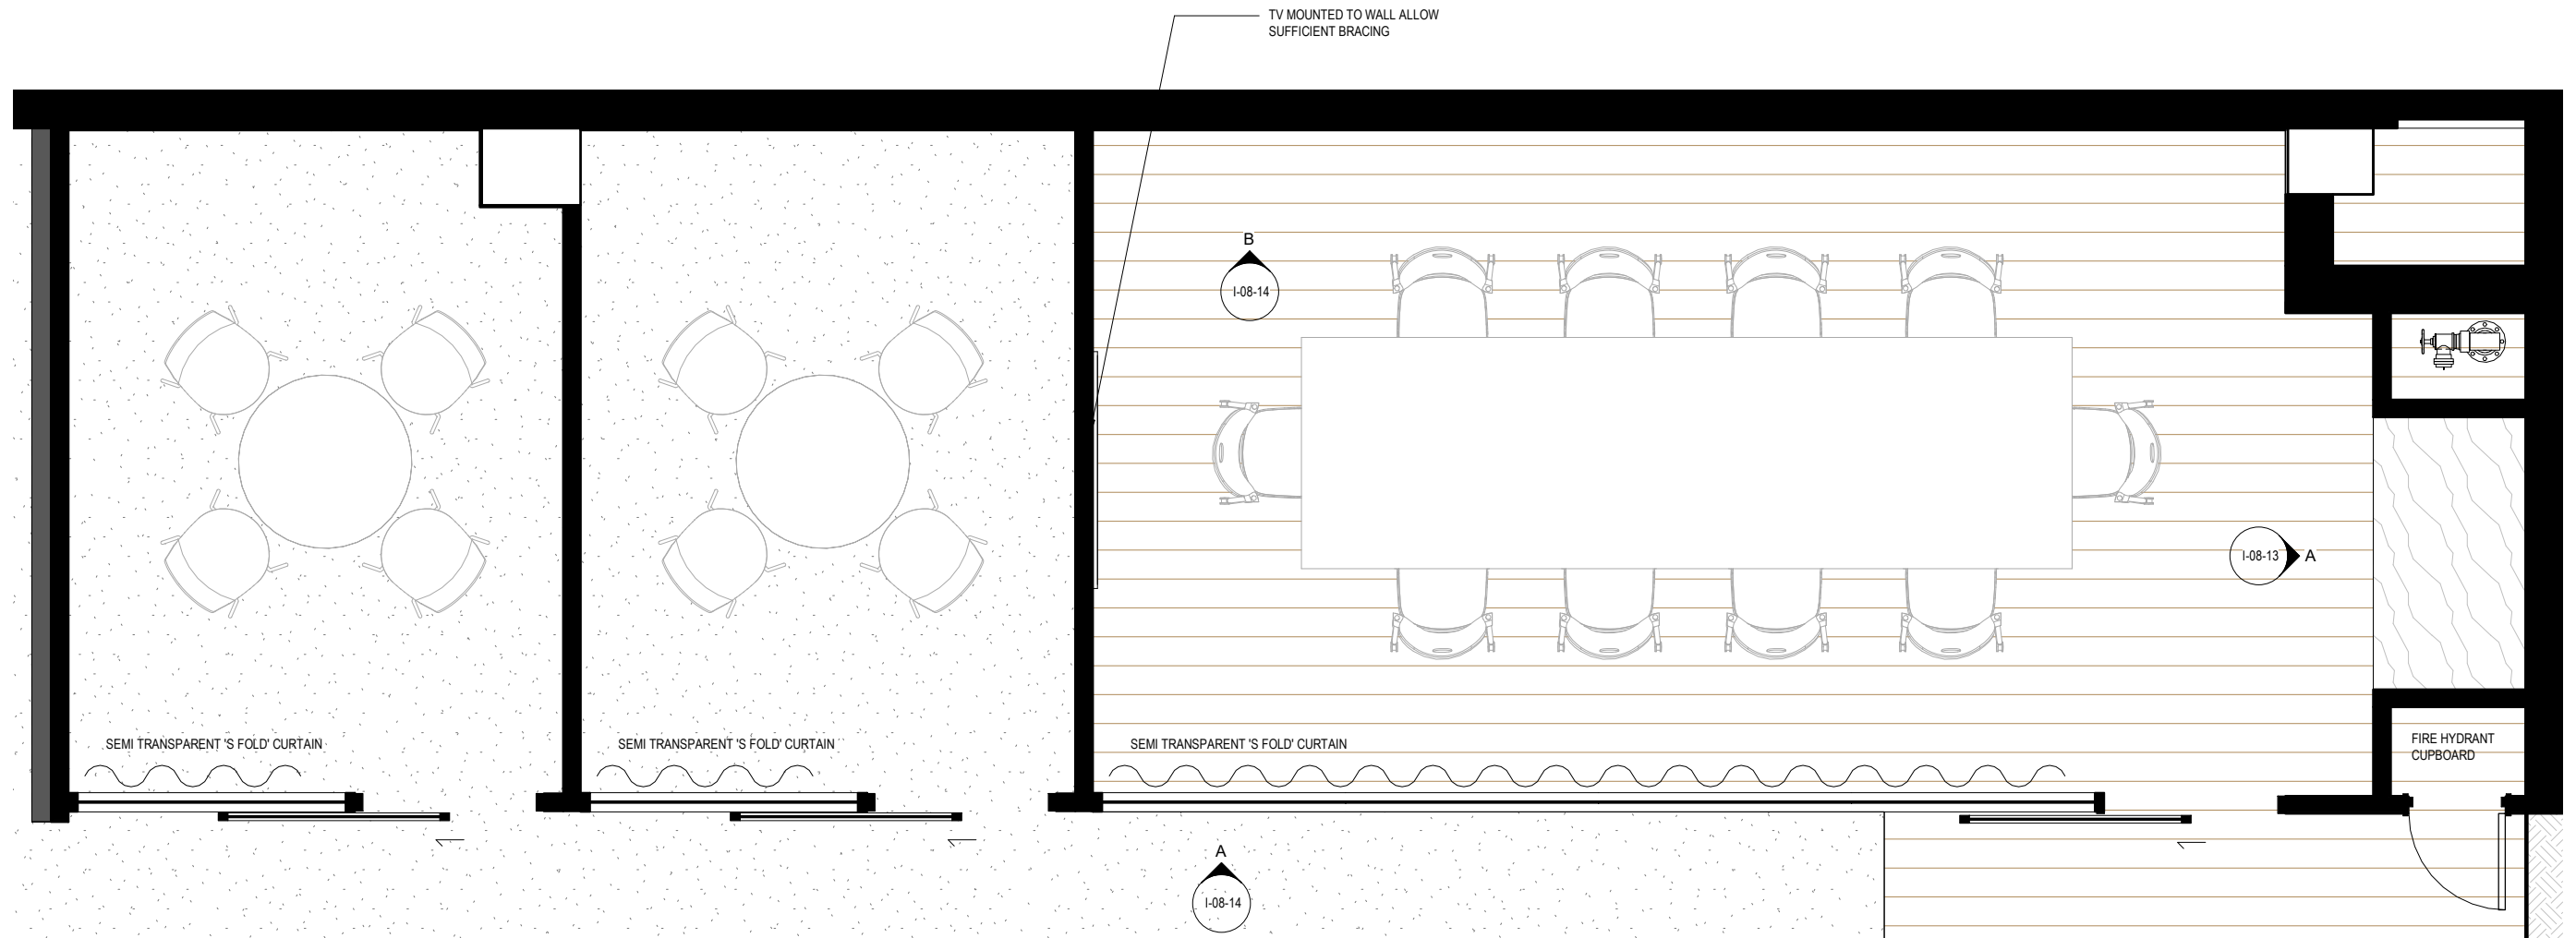 TV MOUNTED TO WALL ALLOW
SUFFICIENT BRACING
B
I-08-14
I-08-13
A
SEMI TRANSPARENT 'S FOLD' CURTAIN
SEMI TRANSPARENT 'S FOLD' CURTAIN
SEMI TRANSPARENT 'S FOLD' CURTAIN
FIRE HYDRANT
CUPBOARD
A
I-08-14